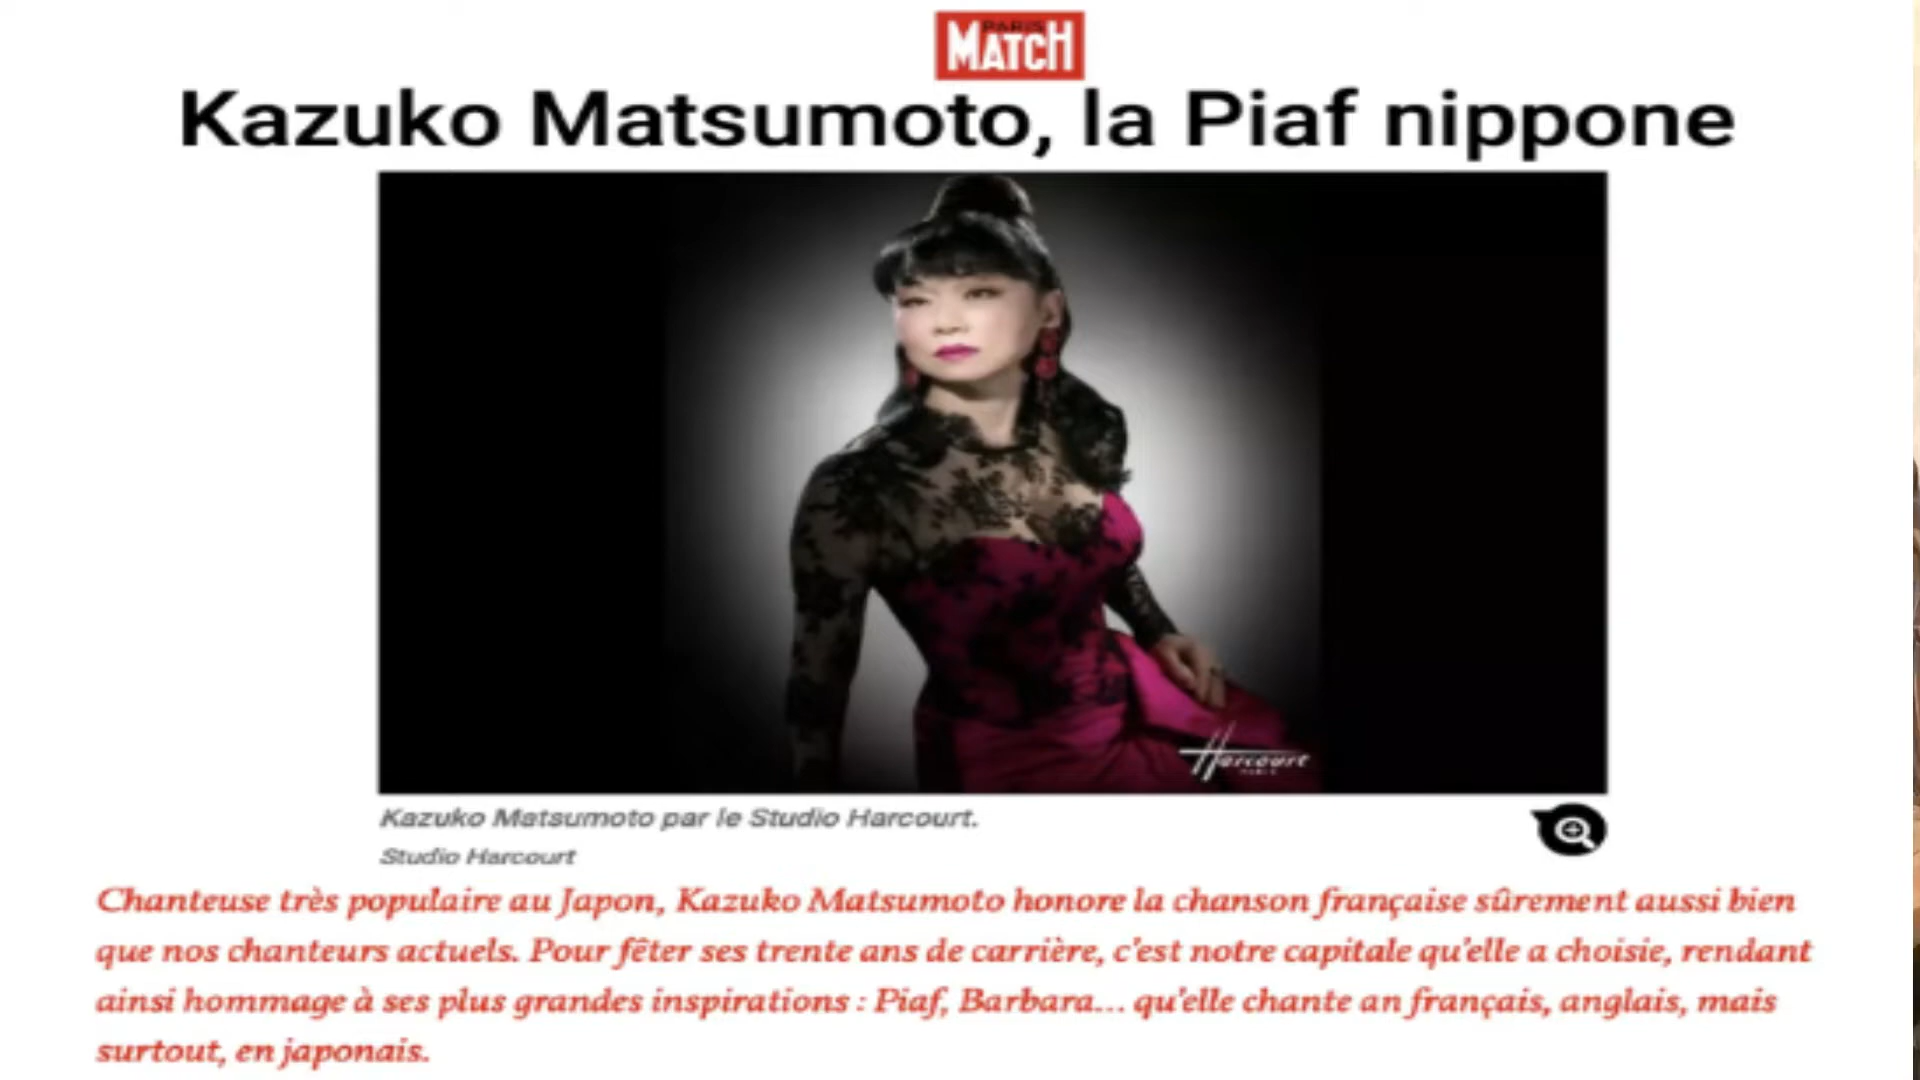 PARIS
MATCH
Kazuko Matsumoto, la Piaf nippone
Harcourt
PARIS
Kazuko Matsumoto par le Studio Harcourt.
Studio Harcourt
Chanteuse très populaire au Japon, Kazuko Matsumoto honore la chanson française sûrement aussi bien
que nos chanteurs actuels. Pour fêter ses trente ans de carrière, c'est notre capitale qu'elle a choisie, rendant
ainsi hommage à ses plus grandes inspirations : Piaf, Barbara... qu'elle chante an français, anglais, mais
surtout, en japonais.